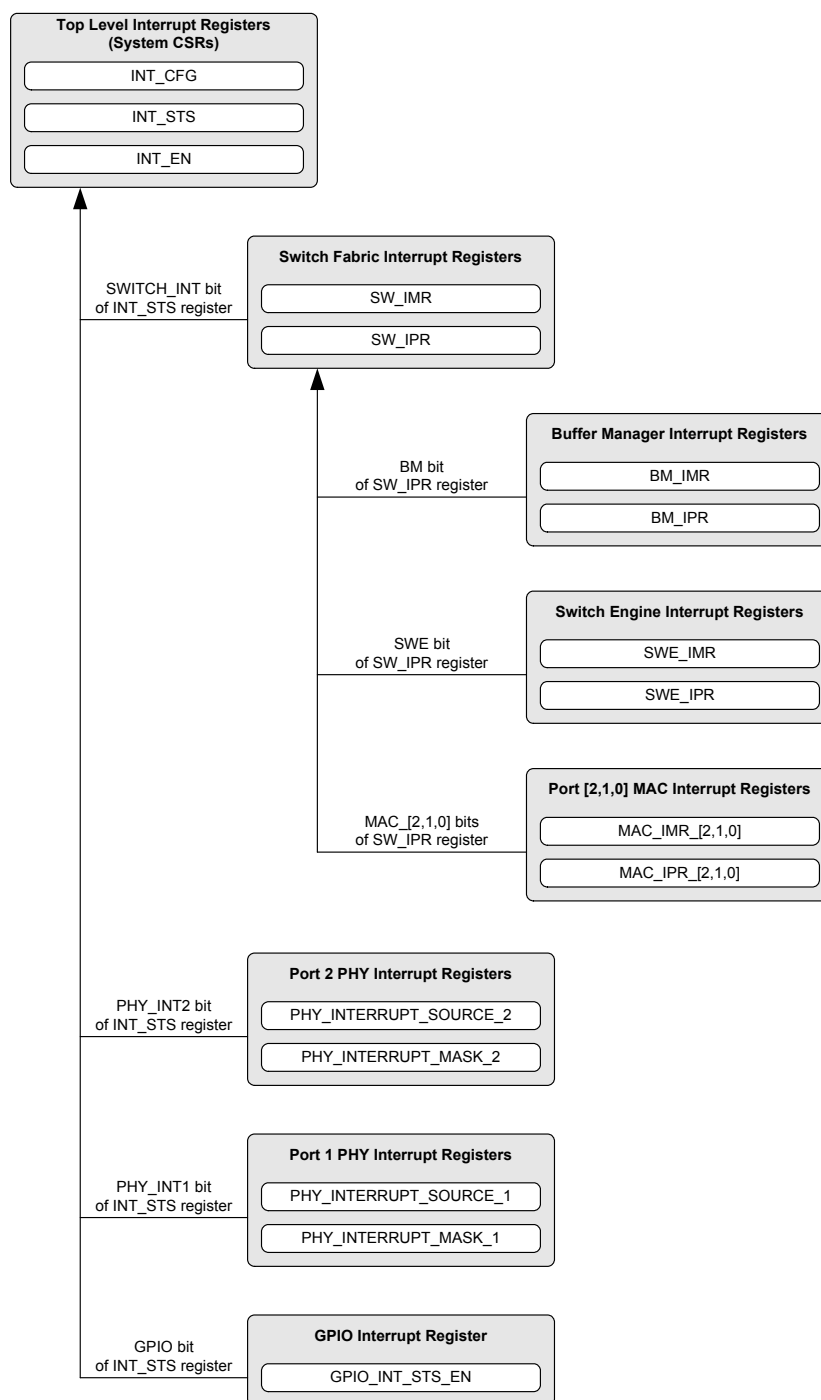 Top Level Interrupt Registers
(System CSRs)
INT_CFG
INT_STS
INT_EN
Switch Fabric Interrupt Registers
SW_IMR
SW_IPR
SWITCH_INT bit
of INT_STS register
Buffer Manager Interrupt Registers
BM_IMR
BM_IPR
BM bit
of SW_IPR register
Switch Engine Interrupt Registers
SWE_IMR
SWE_IPR
SWE bit
of SW_IPR register
Port [2,1,0] MAC Interrupt Registers
MAC_IMR_[2,1,0]
MAC_IPR_[2,1,0]
MAC_[2,1,0] bits
of SW_IPR register
Port 2 PHY Interrupt Registers
PHY_INTERRUPT_SOURCE_2
PHY_INTERRUPT_MASK_2
PHY_INT2 bit
of INT_STS register
Port 1 PHY Interrupt Registers
PHY_INTERRUPT_SOURCE_1
PHY_INTERRUPT_MASK_1
PHY_INT1 bit
of INT_STS register
GPIO Interrupt Register
GPIO_INT_STS_EN
GPIO bit
of INT_STS register